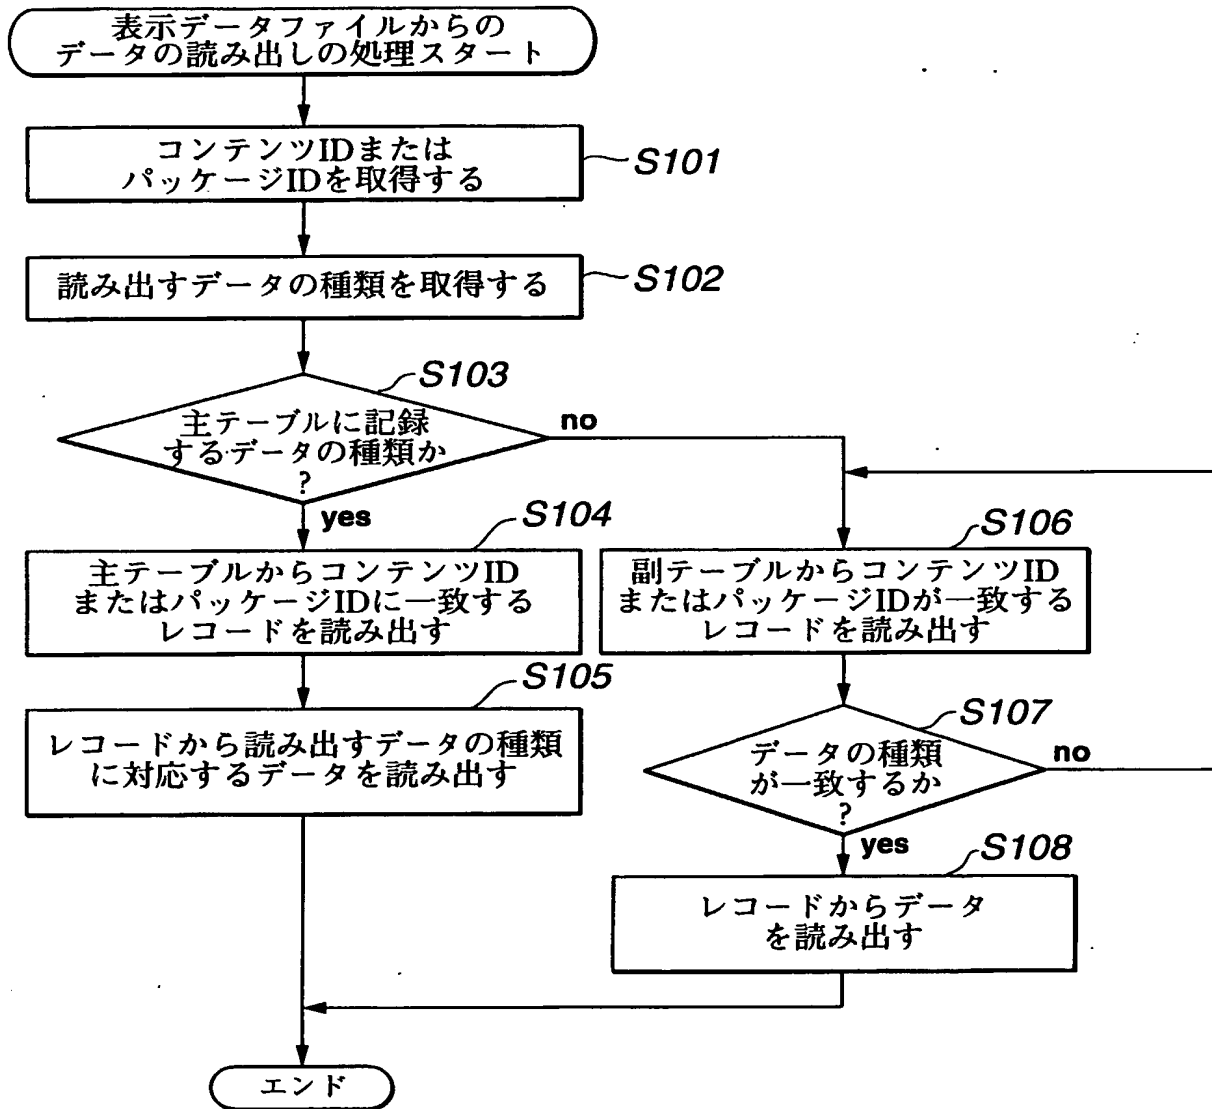 表示データファイルからの
データの読み出しの処理スタート
コンテンツIDまたは
パッケージIDを取得する
S101
読み出すデータの種類を取得する
S102
S103
主テーブルに記録
するデータの種類か
?
no
yes
S104
主テーブルからコンテンツID
またはパッケージIDに一致する
レコードを読み出す
S105
レコードから読み出すデータの種類
に対応するデータを読み出す
S106
副テーブルからコンテンツID
またはパッケージIDが一致する
レコードを読み出す
S107
データの種類
が一致するか
?
no
yes
S108
レコードからデータ
を読み出す
エンド